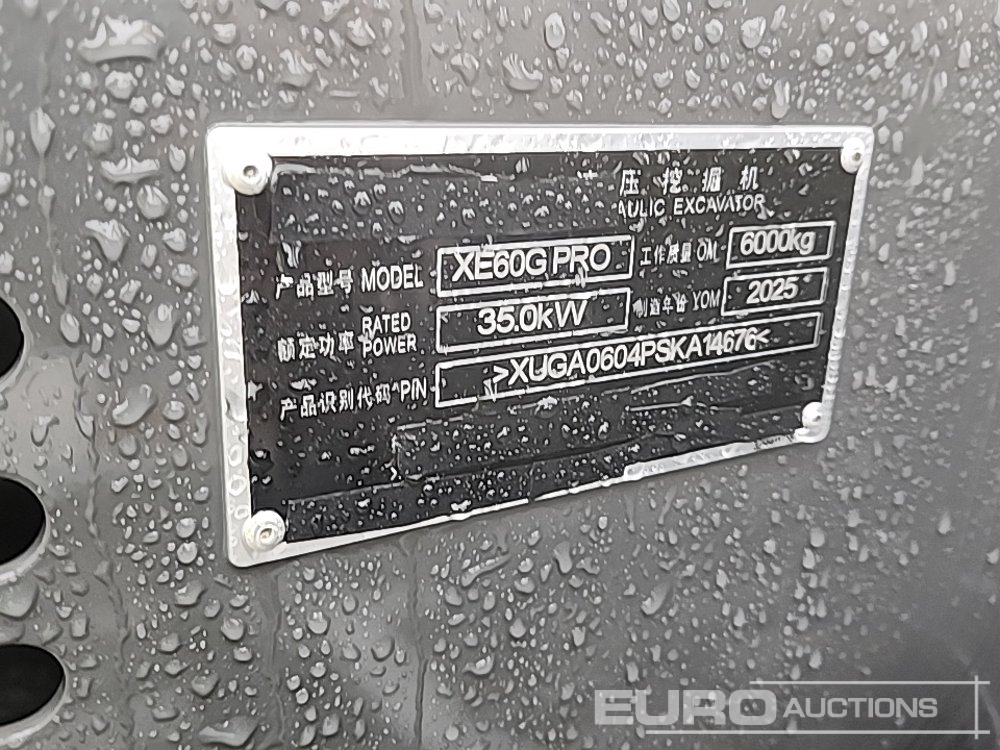 压挖掘机
AULIC EXCAVATOR
产品型号 MODEL XE60G PRO 工作质量 OM 6000kg
额定功率 RATED POWER 35.0kW 制造年份 YOM 2025
产品识别代码 PIN >XUGA0604PSKA14676<
EURO AUCTIONS